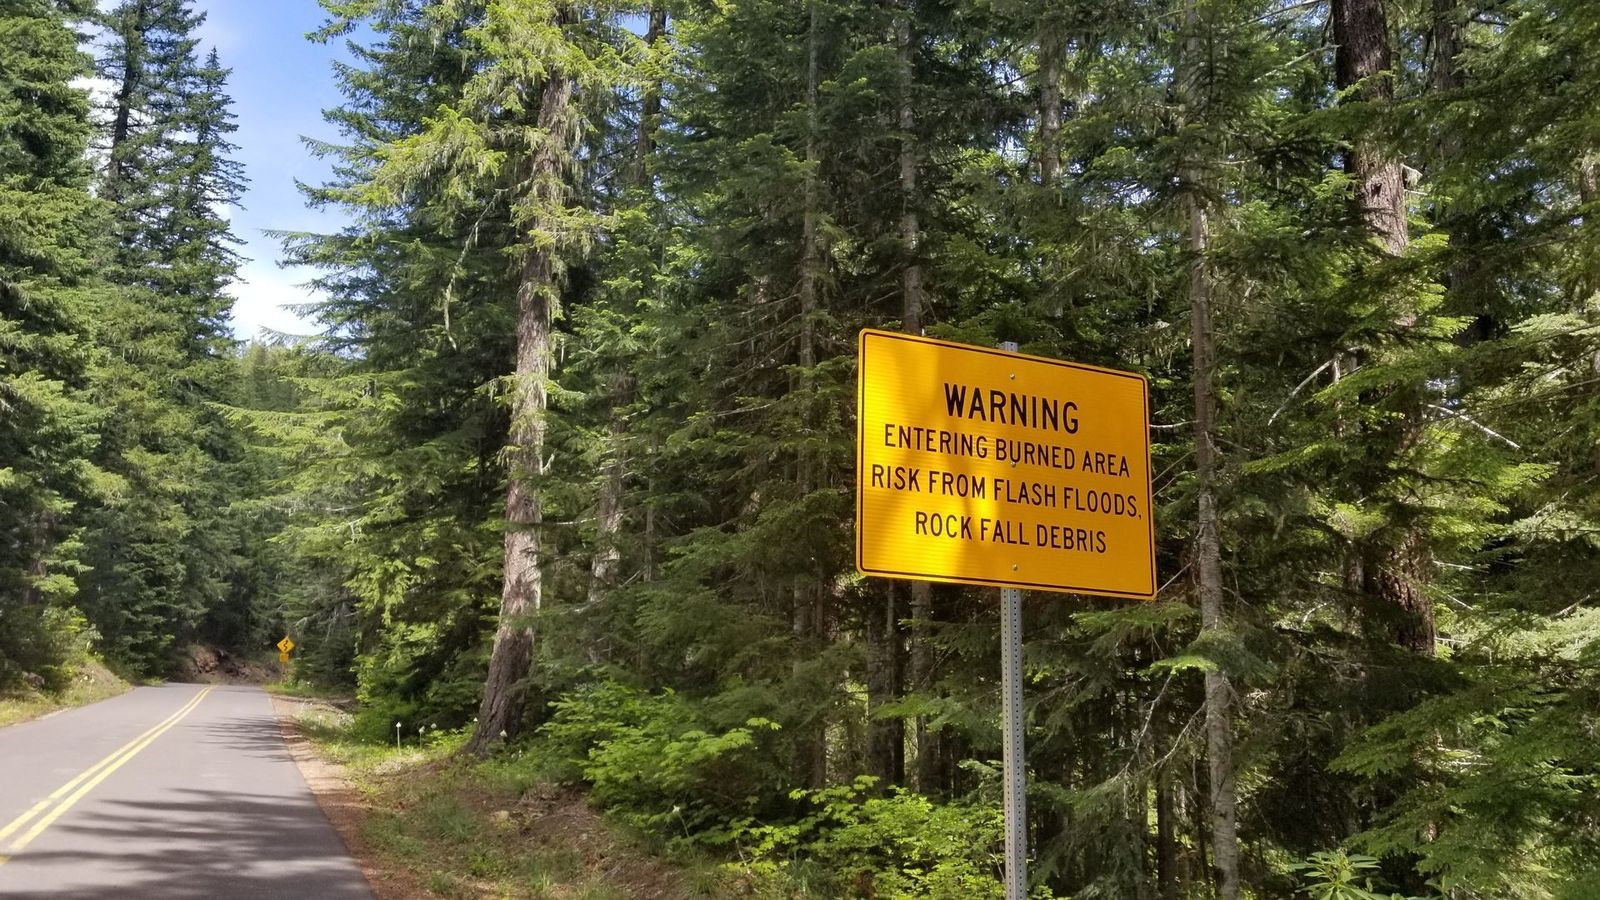 WARNING
ENTERING BURNED AREA
RISK FROM FLASH FLOODS,
ROCK FALL DEBRIS